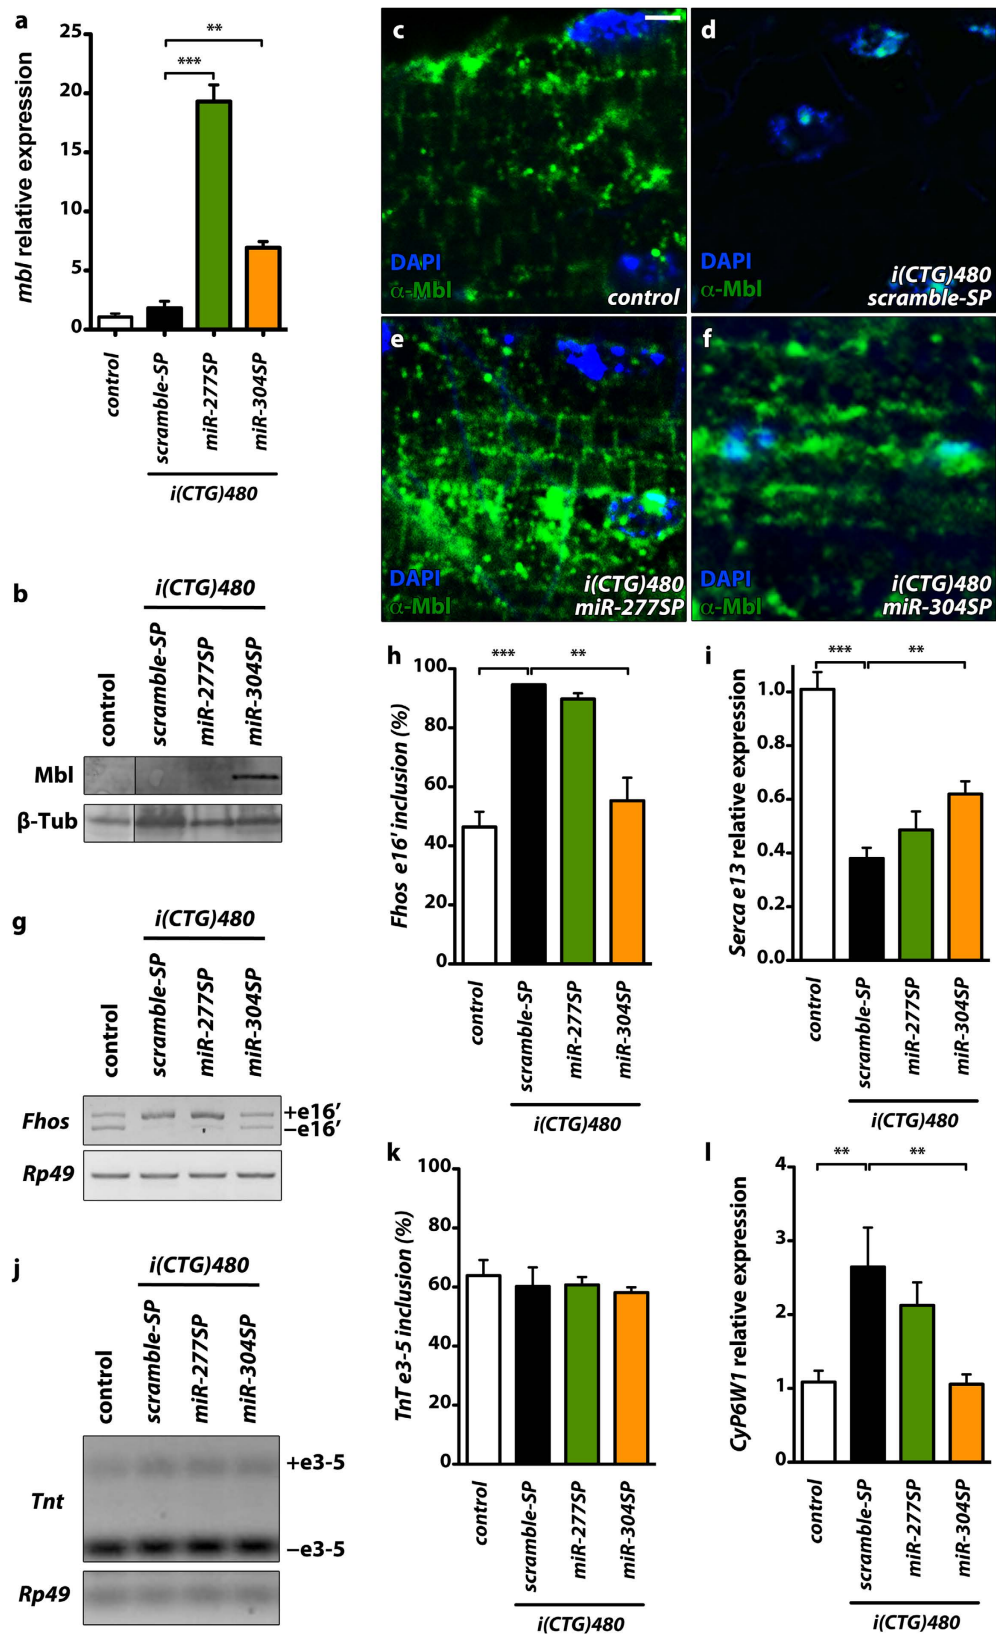 a
mbl relative expression
25
20
15
10
5
0
**
***
control
scramble-SP
miR-277SP
miR-304SP
i(CTG)480
c
DAPI
α-Mbl
control
d
DAPI
α-Mbl
i(CTG)480
scramble-SP
e
DAPI
α-Mbl
i(CTG)480
miR-277SP
f
DAPI
α-Mbl
i(CTG)480
miR-304SP
b
i(CTG)480
control
scramble-SP
miR-277SP
miR-304SP
Mbl
β-Tub
g
i(CTG)480
control
scramble-SP
miR-277SP
miR-304SP
Fhos
+e16’
−e16’
Rp49
h
Fhos e16’ inclusion (%)
100
80
60
40
20
0
***
**
control
scramble-SP
miR-277SP
miR-304SP
i(CTG)480
i
Serca e13 relative expression
1.0
0.8
0.6
0.4
0.2
0.0
***
**
control
scramble-SP
miR-277SP
miR-304SP
i(CTG)480
j
i(CTG)480
control
scramble-SP
miR-277SP
miR-304SP
Tnt
+e3-5
−e3-5
Rp49
k
TnT e3-5 inclusion (%)
100
80
60
40
20
0
control
scramble-SP
miR-277SP
miR-304SP
i(CTG)480
l
CyP6W1 relative expression
4
3
2
1
0
**
**
control
scramble-SP
miR-277SP
miR-304SP
i(CTG)480